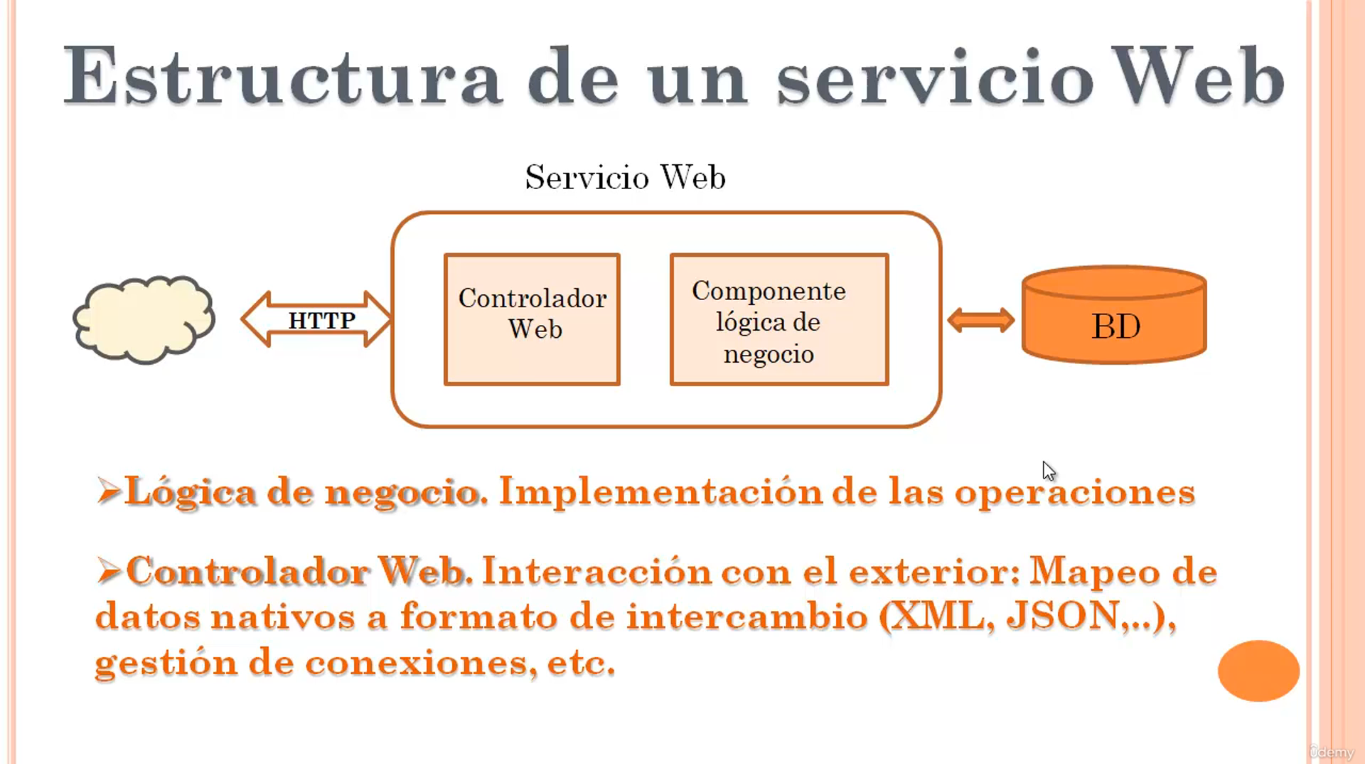 Estructura de un servicio Web
Servicio Web
HTTP
Controlador
Web
Componente
lógica de
negocio
BD
➢Lógica de negocio. Implementación de las operaciones
➢Controlador Web. Interacción con el exterior: Mapeo de
datos nativos a formato de intercambio (XML, JSON,..),
gestión de conexiones, etc.
ûdemy